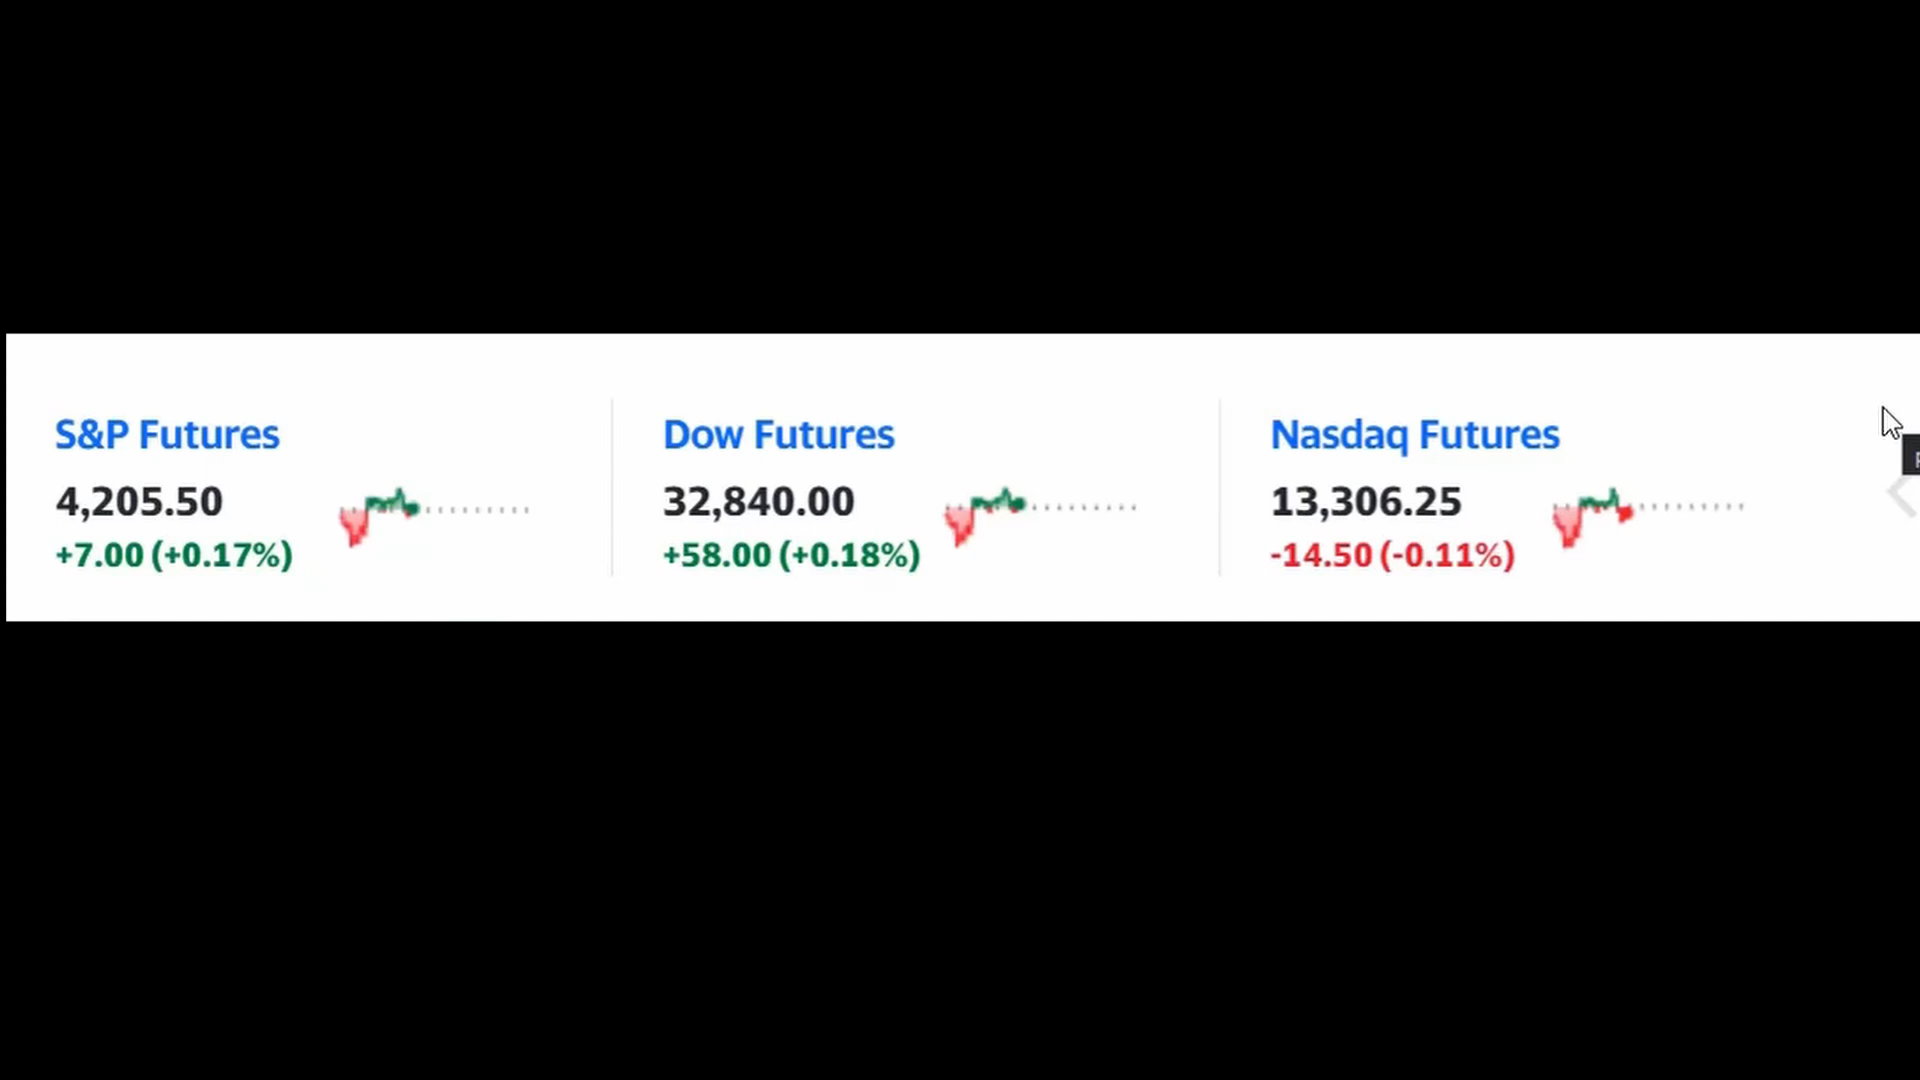 S&P Futures
4,205.50
+7.00 (+0.17%)
Dow Futures
32,840.00
+58.00 (+0.18%)
Nasdaq Futures
13,306.25
-14.50 (-0.11%)